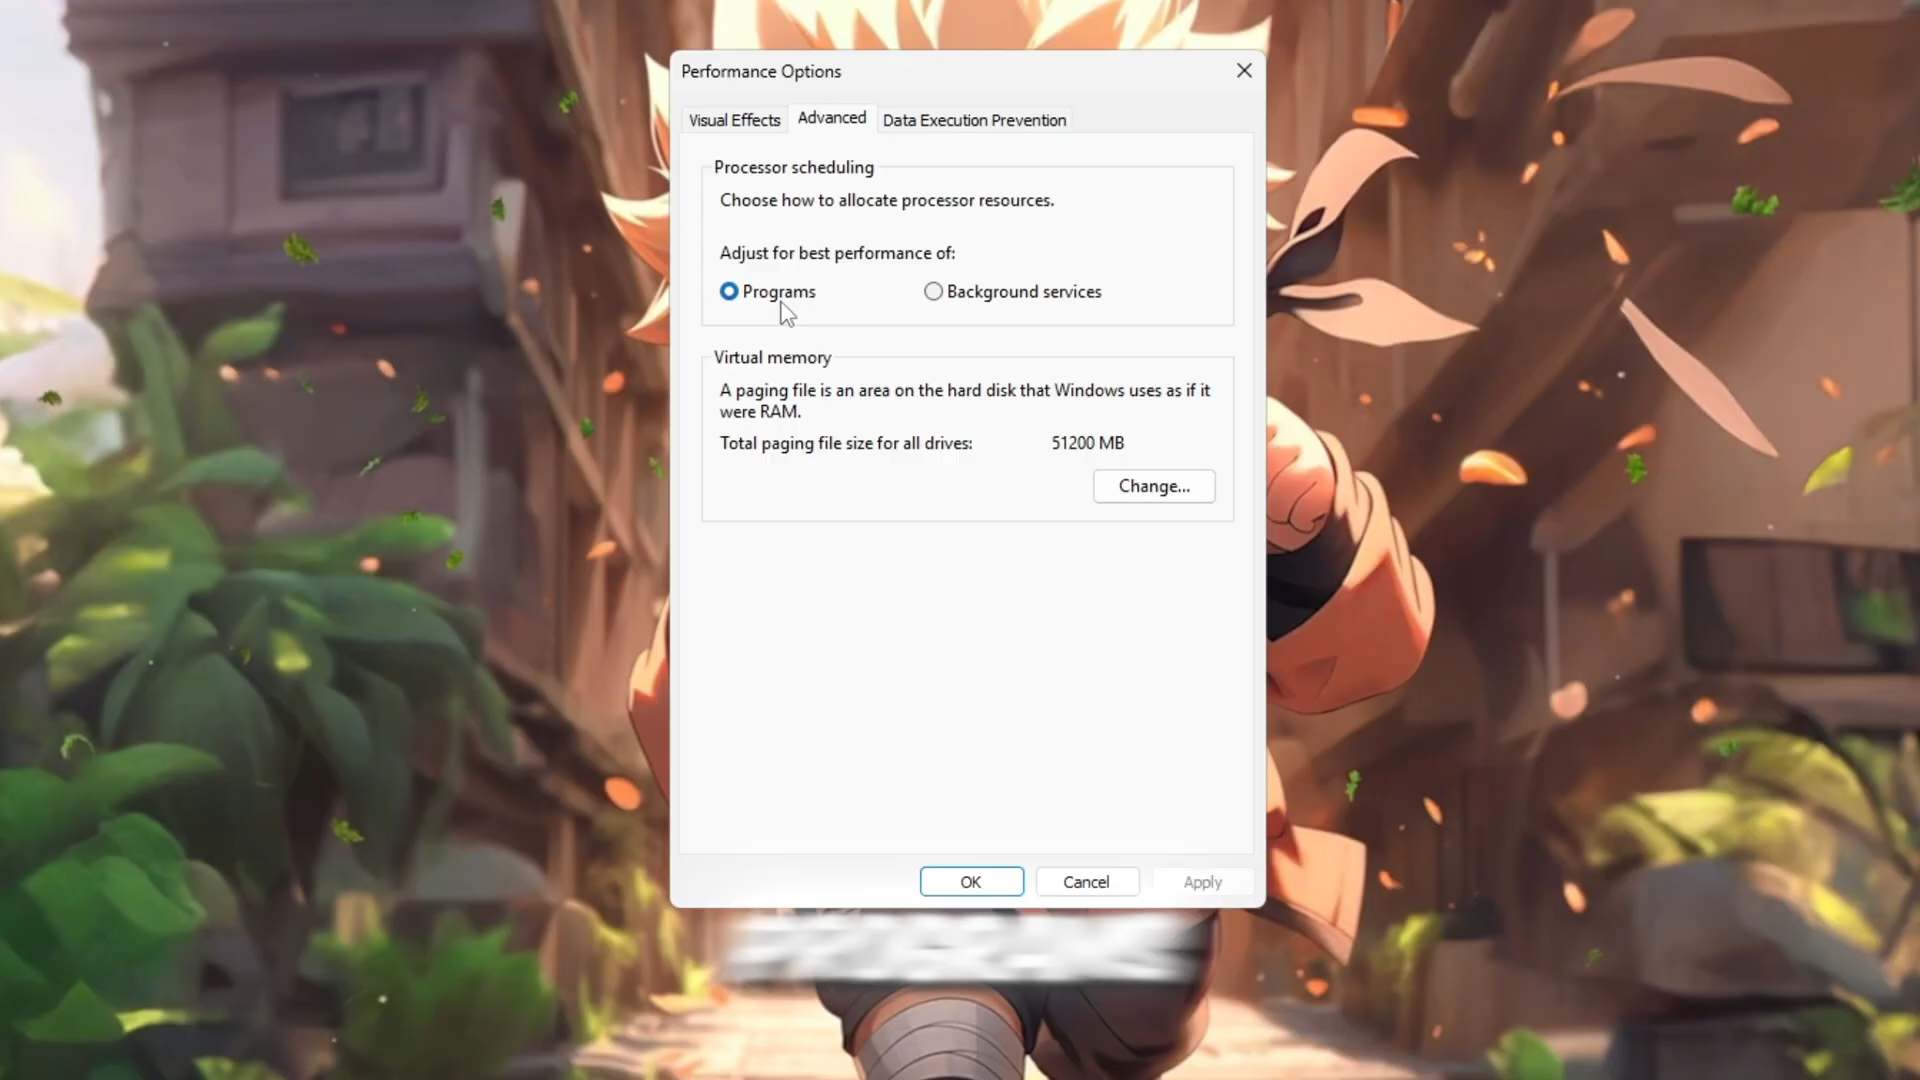 Performance Options
Visual Effects
Advanced
Data Execution Prevention
Processor scheduling
Choose how to allocate processor resources.
Adjust for best performance of:
Programs
Background services
Virtual memory
A paging file is an area on the hard disk that Windows uses as if it
were RAM.
Total paging file size for all drives: 51200 MB
Change...
OK
Cancel
Apply
PROGRAMS